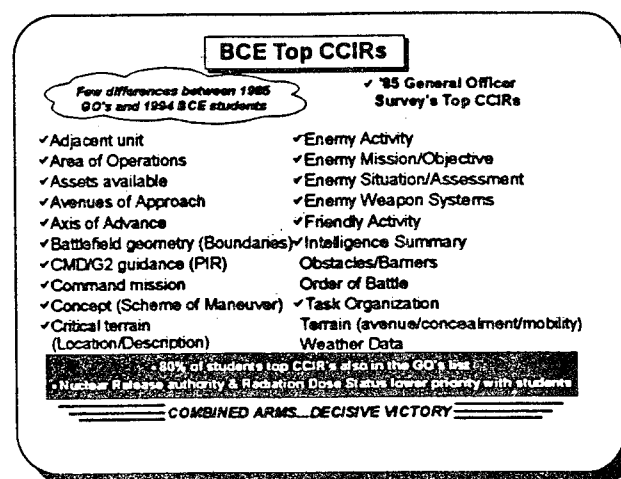 BCE Top CCIRs
Few differences between 1985
GO's and 1994 BCE students
✓ '85 General Officer
Survey's Top CCIRs
✓Adjacent unit
✓Area of Operations
✓Assets available
✓Avenues of Approach
✓Axis of Advance
✓Battlefield geometry (Boundaries)
✓CMD/G2 guidance (PIR)
✓Command mission
✓Concept (Scheme of Maneuver)
✓Critical terrain
(Location/Description)
✓Enemy Activity
✓Enemy Mission/Objective
✓Enemy Situation/Assessment
✓Enemy Weapon Systems
✓Friendly Activity
✓Intelligence Summary
Obstacles/Barriers
Order of Battle
✓Task Organization
Terrain (avenue/concealment/mobility)
Weather Data
• 80% of students top CCIR's also in the GO's list
• Nuclear Release authority & Radiation Dose Status lower priority with students
COMBINED ARMS...DECISIVE VICTORY